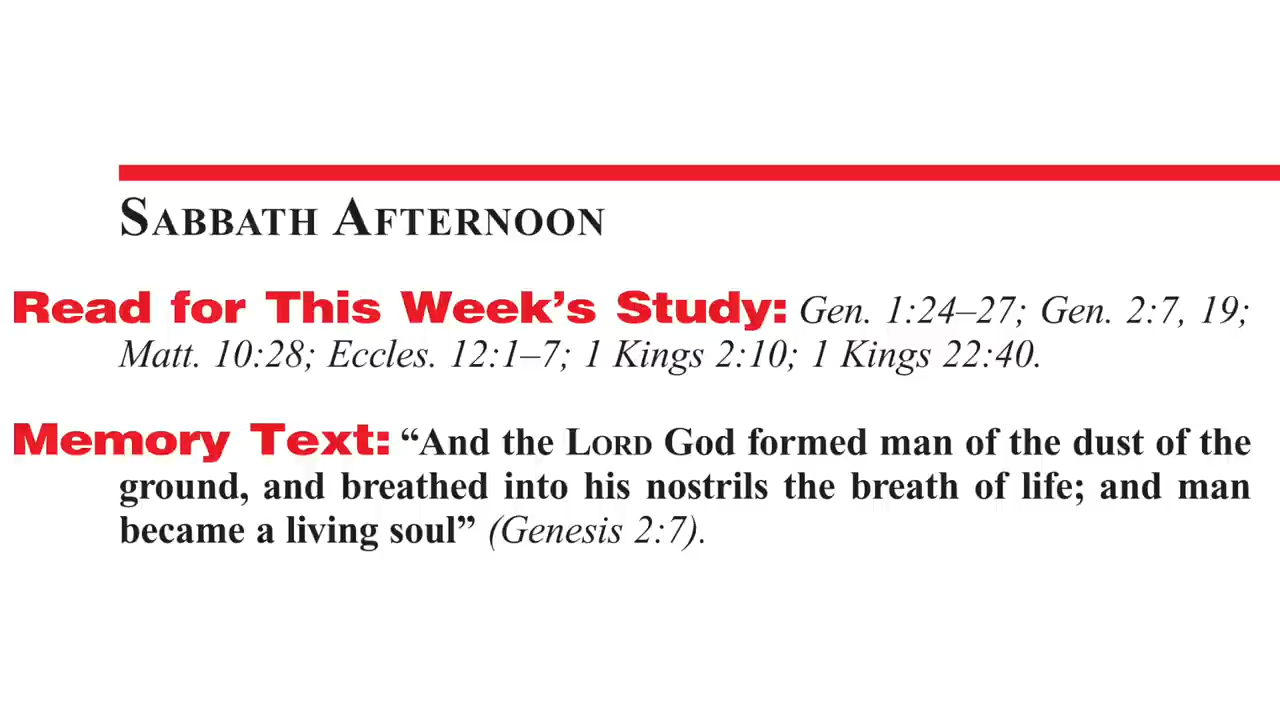 SABBATH AFTERNOON
Read for This Week’s Study: Gen. 1:24–27; Gen. 2:7, 19;
Matt. 10:28; Eccles. 12:1–7; 1 Kings 2:10; 1 Kings 22:40.
Memory Text: “And the LORD God formed man of the dust of the
ground, and breathed into his nostrils the breath of life; and man
became a living soul” (Genesis 2:7).